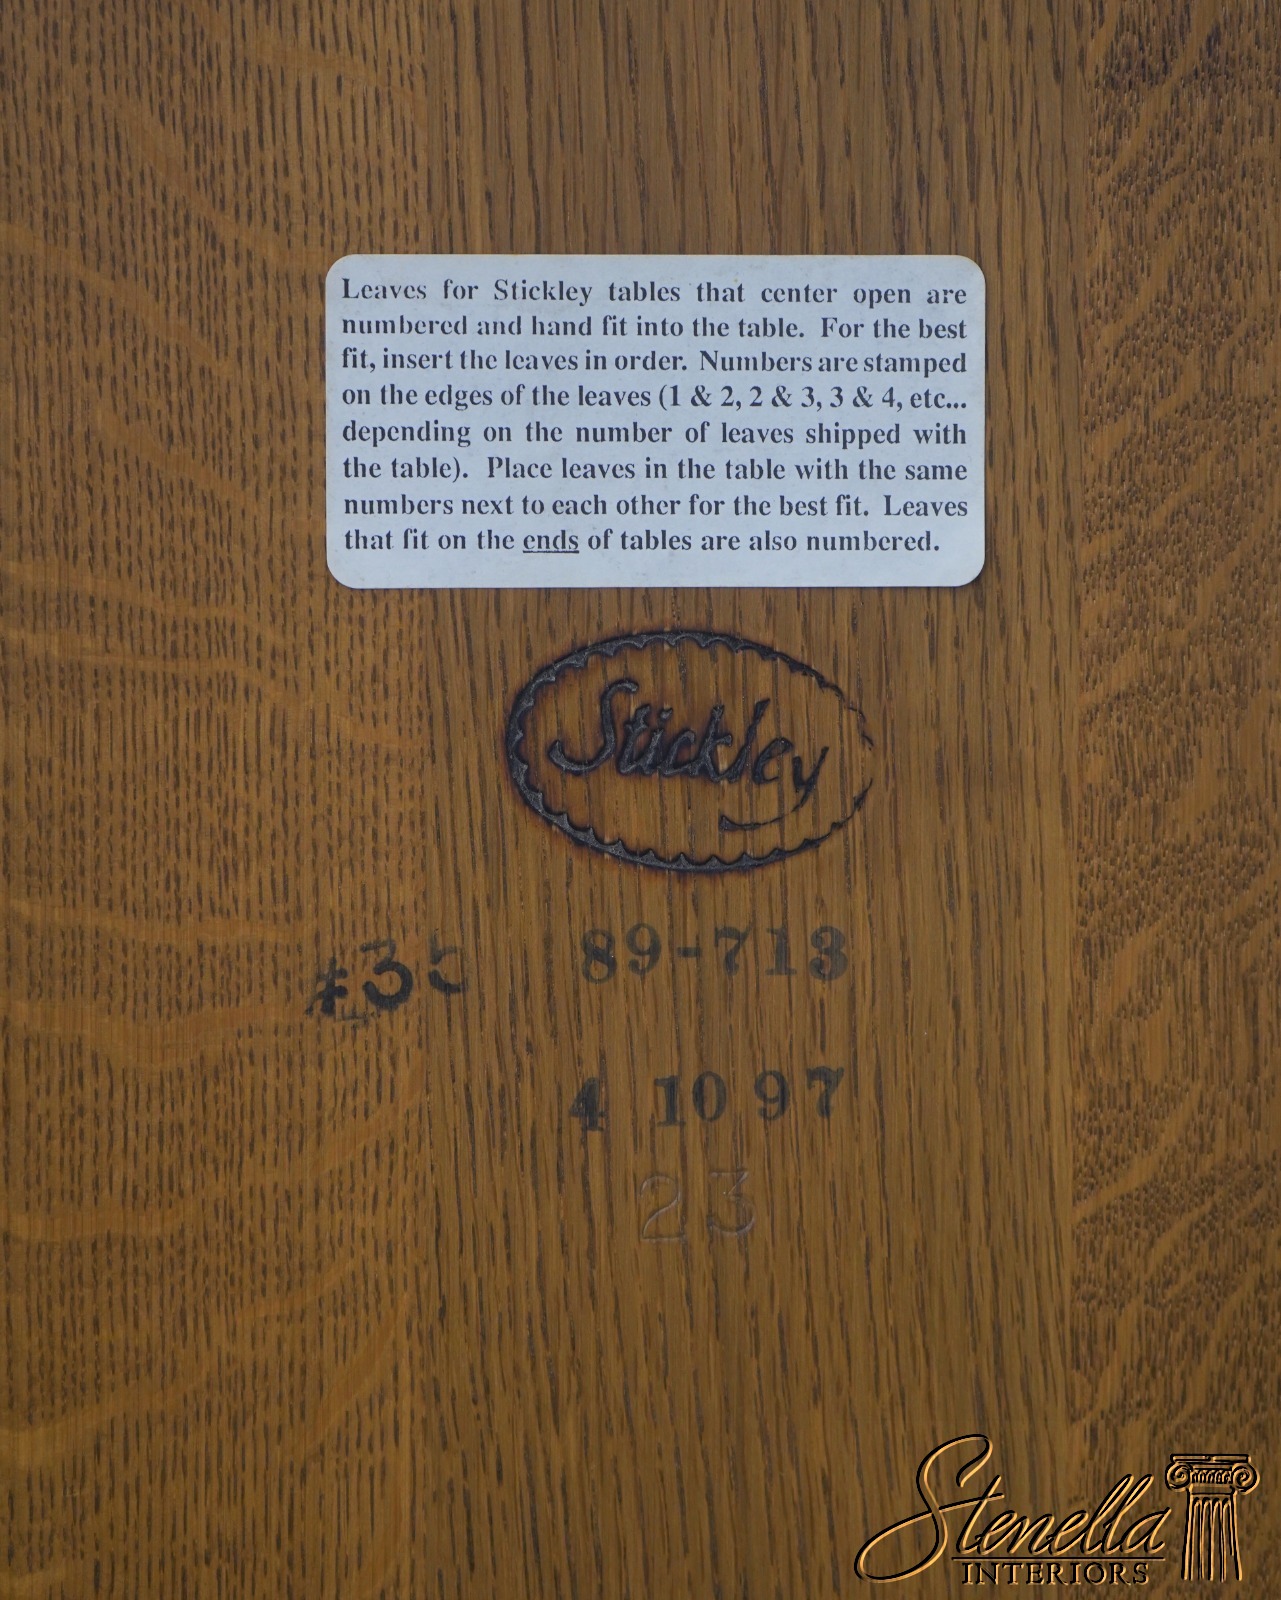 Leaves for Stickley tables that center open are
numbered and hand fit into the table. For the best
fit, insert the leaves in order. Numbers are stamped
on the edges of the leaves (1 & 2, 2 & 3, 3 & 4, etc...
depending on the number of leaves shipped with
the table). Place leaves in the table with the same
numbers next to each other for the best fit. Leaves
that fit on the ends of tables are also numbered.
Stickley
89-713
4 10 97
23
Stenella
INTERIORS